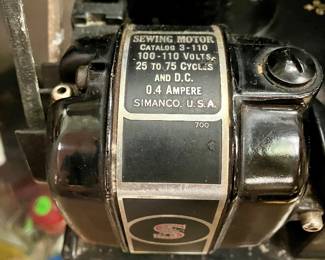 SEWING MOTOR
CATALOG 3-110
100-110 VOLTS
25 TO 75 CYCLES
AND D.C.
0.4 AMPERE
SIMANCO, U.S.A.
700
S